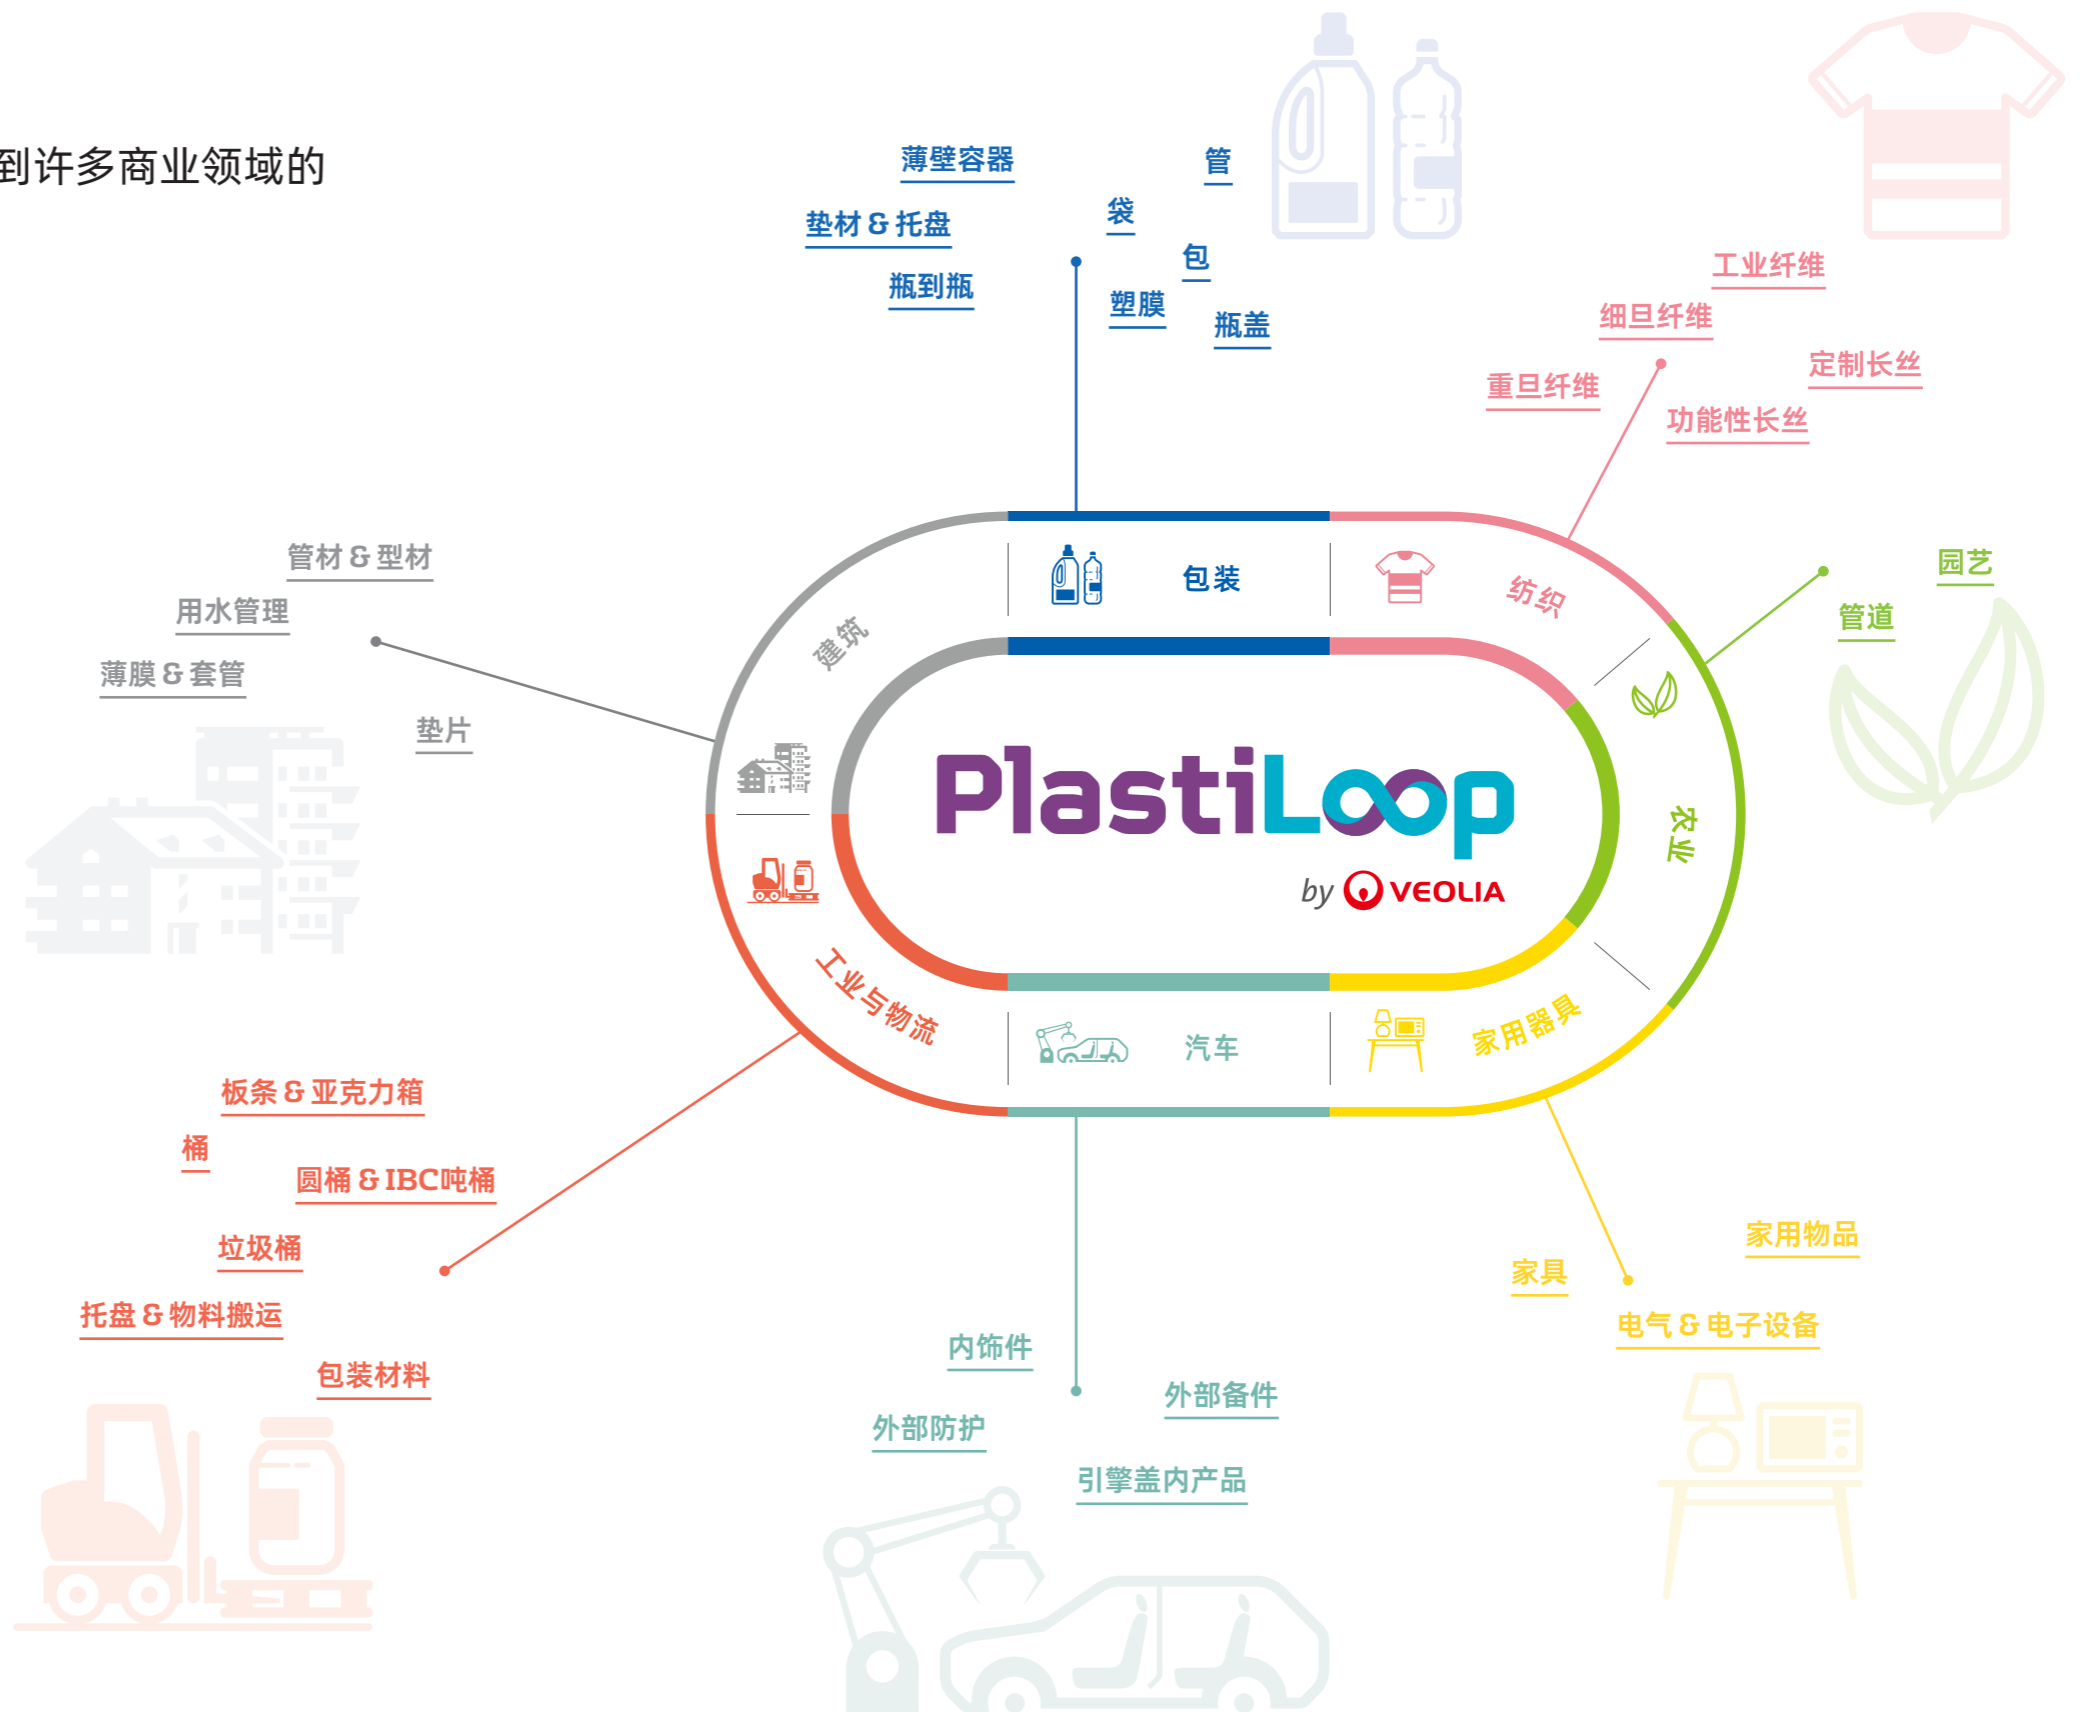 到许多商业领域的
薄壁容器
管
袋
垫材 & 托盘
包
瓶到瓶
塑膜
瓶盖
工业纤维
细旦纤维
定制长丝
重旦纤维
功能性长丝
园艺
管道
管材 & 型材
用水管理
薄膜 & 套管
垫片
包装
纺织
建筑
农业
PlastiLoop
by VEOLIA
工业与物流
汽车
家用器具
板条 & 亚克力箱
桶
圆桶 & IBC吨桶
垃圾桶
托盘 & 物料搬运
包装材料
内饰件
外部备件
外部防护
引擎盖内产品
家用物品
家具
电气 & 电子设备